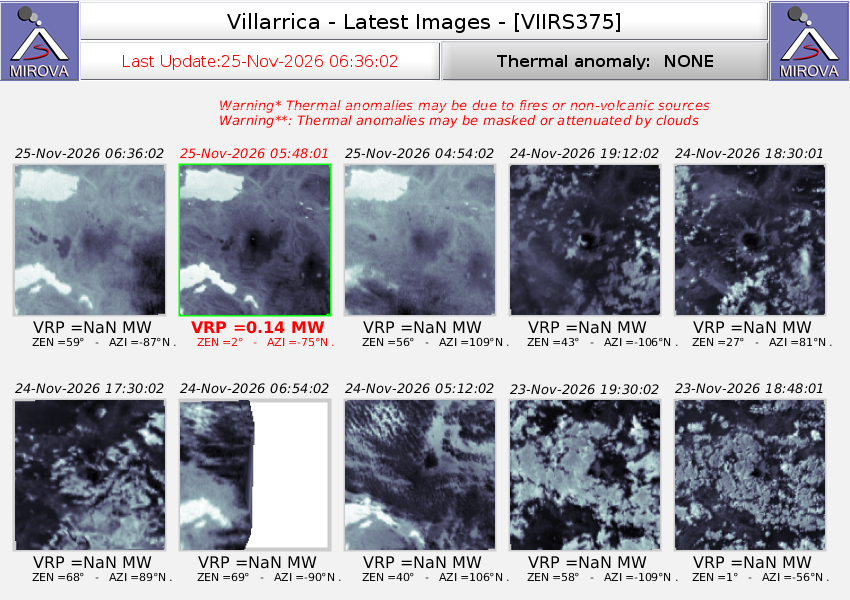 Villarrica - Latest Images - [VIIRS375]
MIROVA
Last Update:25-Nov-2026 06:36:02
Thermal anomaly: NONE
MIROVA
Warning* Thermal anomalies may be due to fires or non-volcanic sources
Warning**: Thermal anomalies may be masked or attenuated by clouds
25-Nov-2026 06:36:02 25-Nov-2026 05:48:01 25-Nov-2026 04:54:02 24-Nov-2026 19:12:02 24-Nov-2026 18:30:01
VRP =NaN MW VRP =0.14 MW VRP =NaN MW VRP =NaN MW VRP =NaN MW
ZEN =59° - AZI =-87°N . ZEN =2° - AZI =-75°N . ZEN =56° - AZI =109°N . ZEN =43° - AZI =-106°N . ZEN =27° - AZI =81°N .
24-Nov-2026 17:30:02 24-Nov-2026 06:54:02 24-Nov-2026 05:12:02 23-Nov-2026 19:30:02 23-Nov-2026 18:48:01
VRP =NaN MW VRP =NaN MW VRP =NaN MW VRP =NaN MW VRP =NaN MW
ZEN =68° - AZI =89°N . ZEN =69° - AZI =-90°N . ZEN =40° - AZI =106°N . ZEN =58° - AZI =-109°N . ZEN =1° - AZI =-56°N .